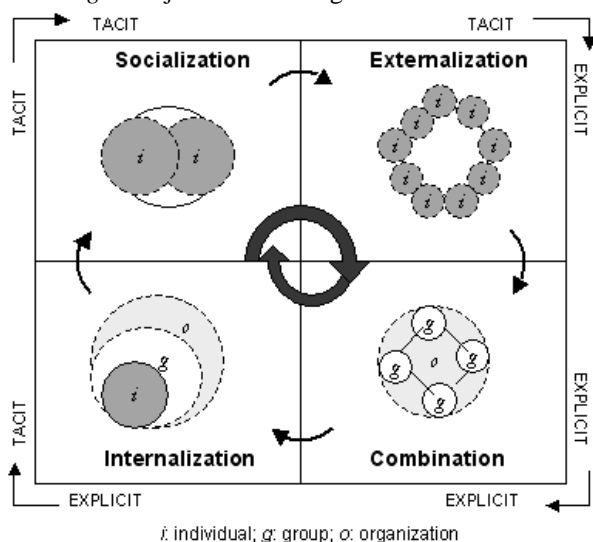 TACIT
TACIT
TACIT
EXPLICIT
Socialization
Externalization
i i
i i
i
i i
i i
i i
o
g
i
g
g o g
g
Internalization
Combination
TACIT
EXPLICIT
EXPLICIT
EXPLICIT
i: individual; g: group; o: organization